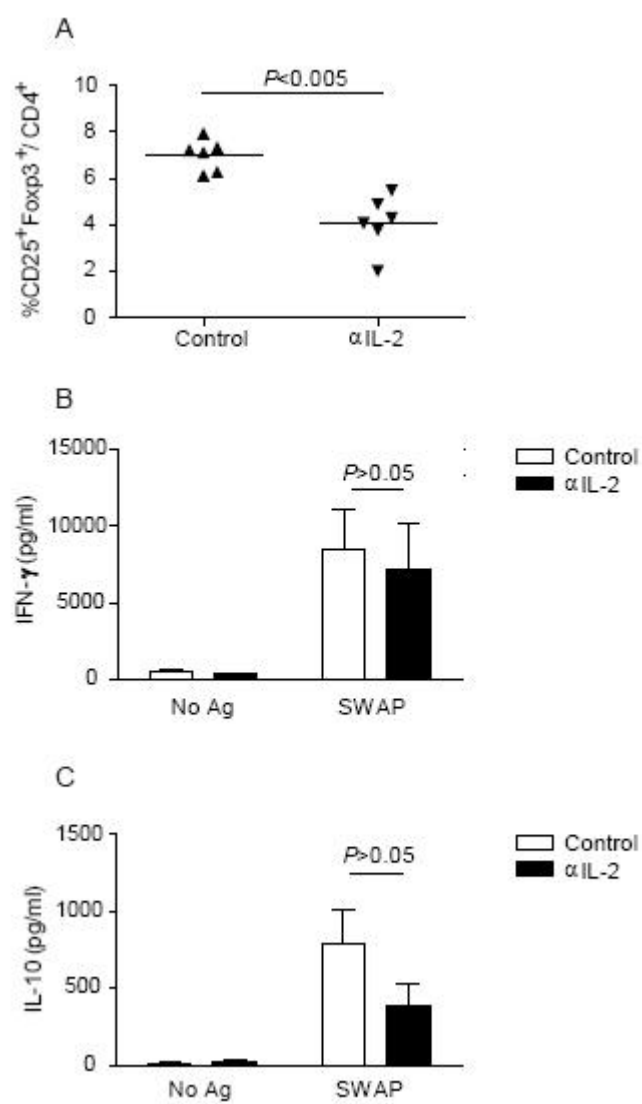 A
P<0.005
%CD25+Foxp3+/ CD4+
10
8
6
4
2
0
Control
αIL-2
B
IFN-γ (pg/ml)
15000
10000
5000
0
P>0.05
Control
αIL-2
No Ag
SWAP
C
IL-10 (pg/ml)
1500
1000
500
0
P>0.05
Control
αIL-2
No Ag
SWAP